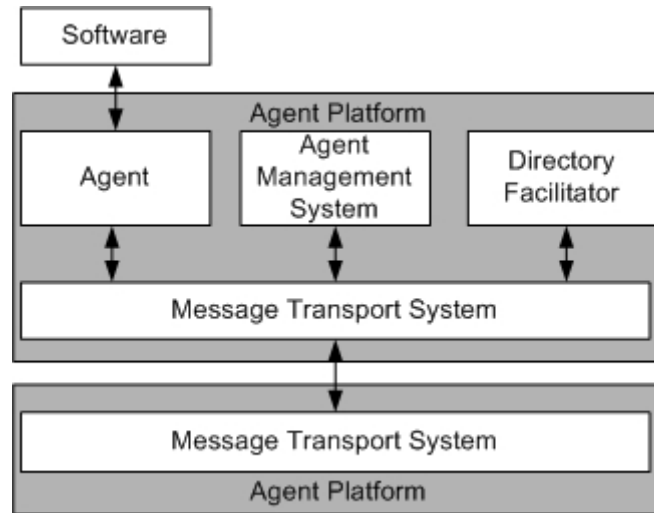 Software
Agent Platform
Agent
Agent
Management
System
Directory
Facilitator
Message Transport System
Message Transport System
Agent Platform